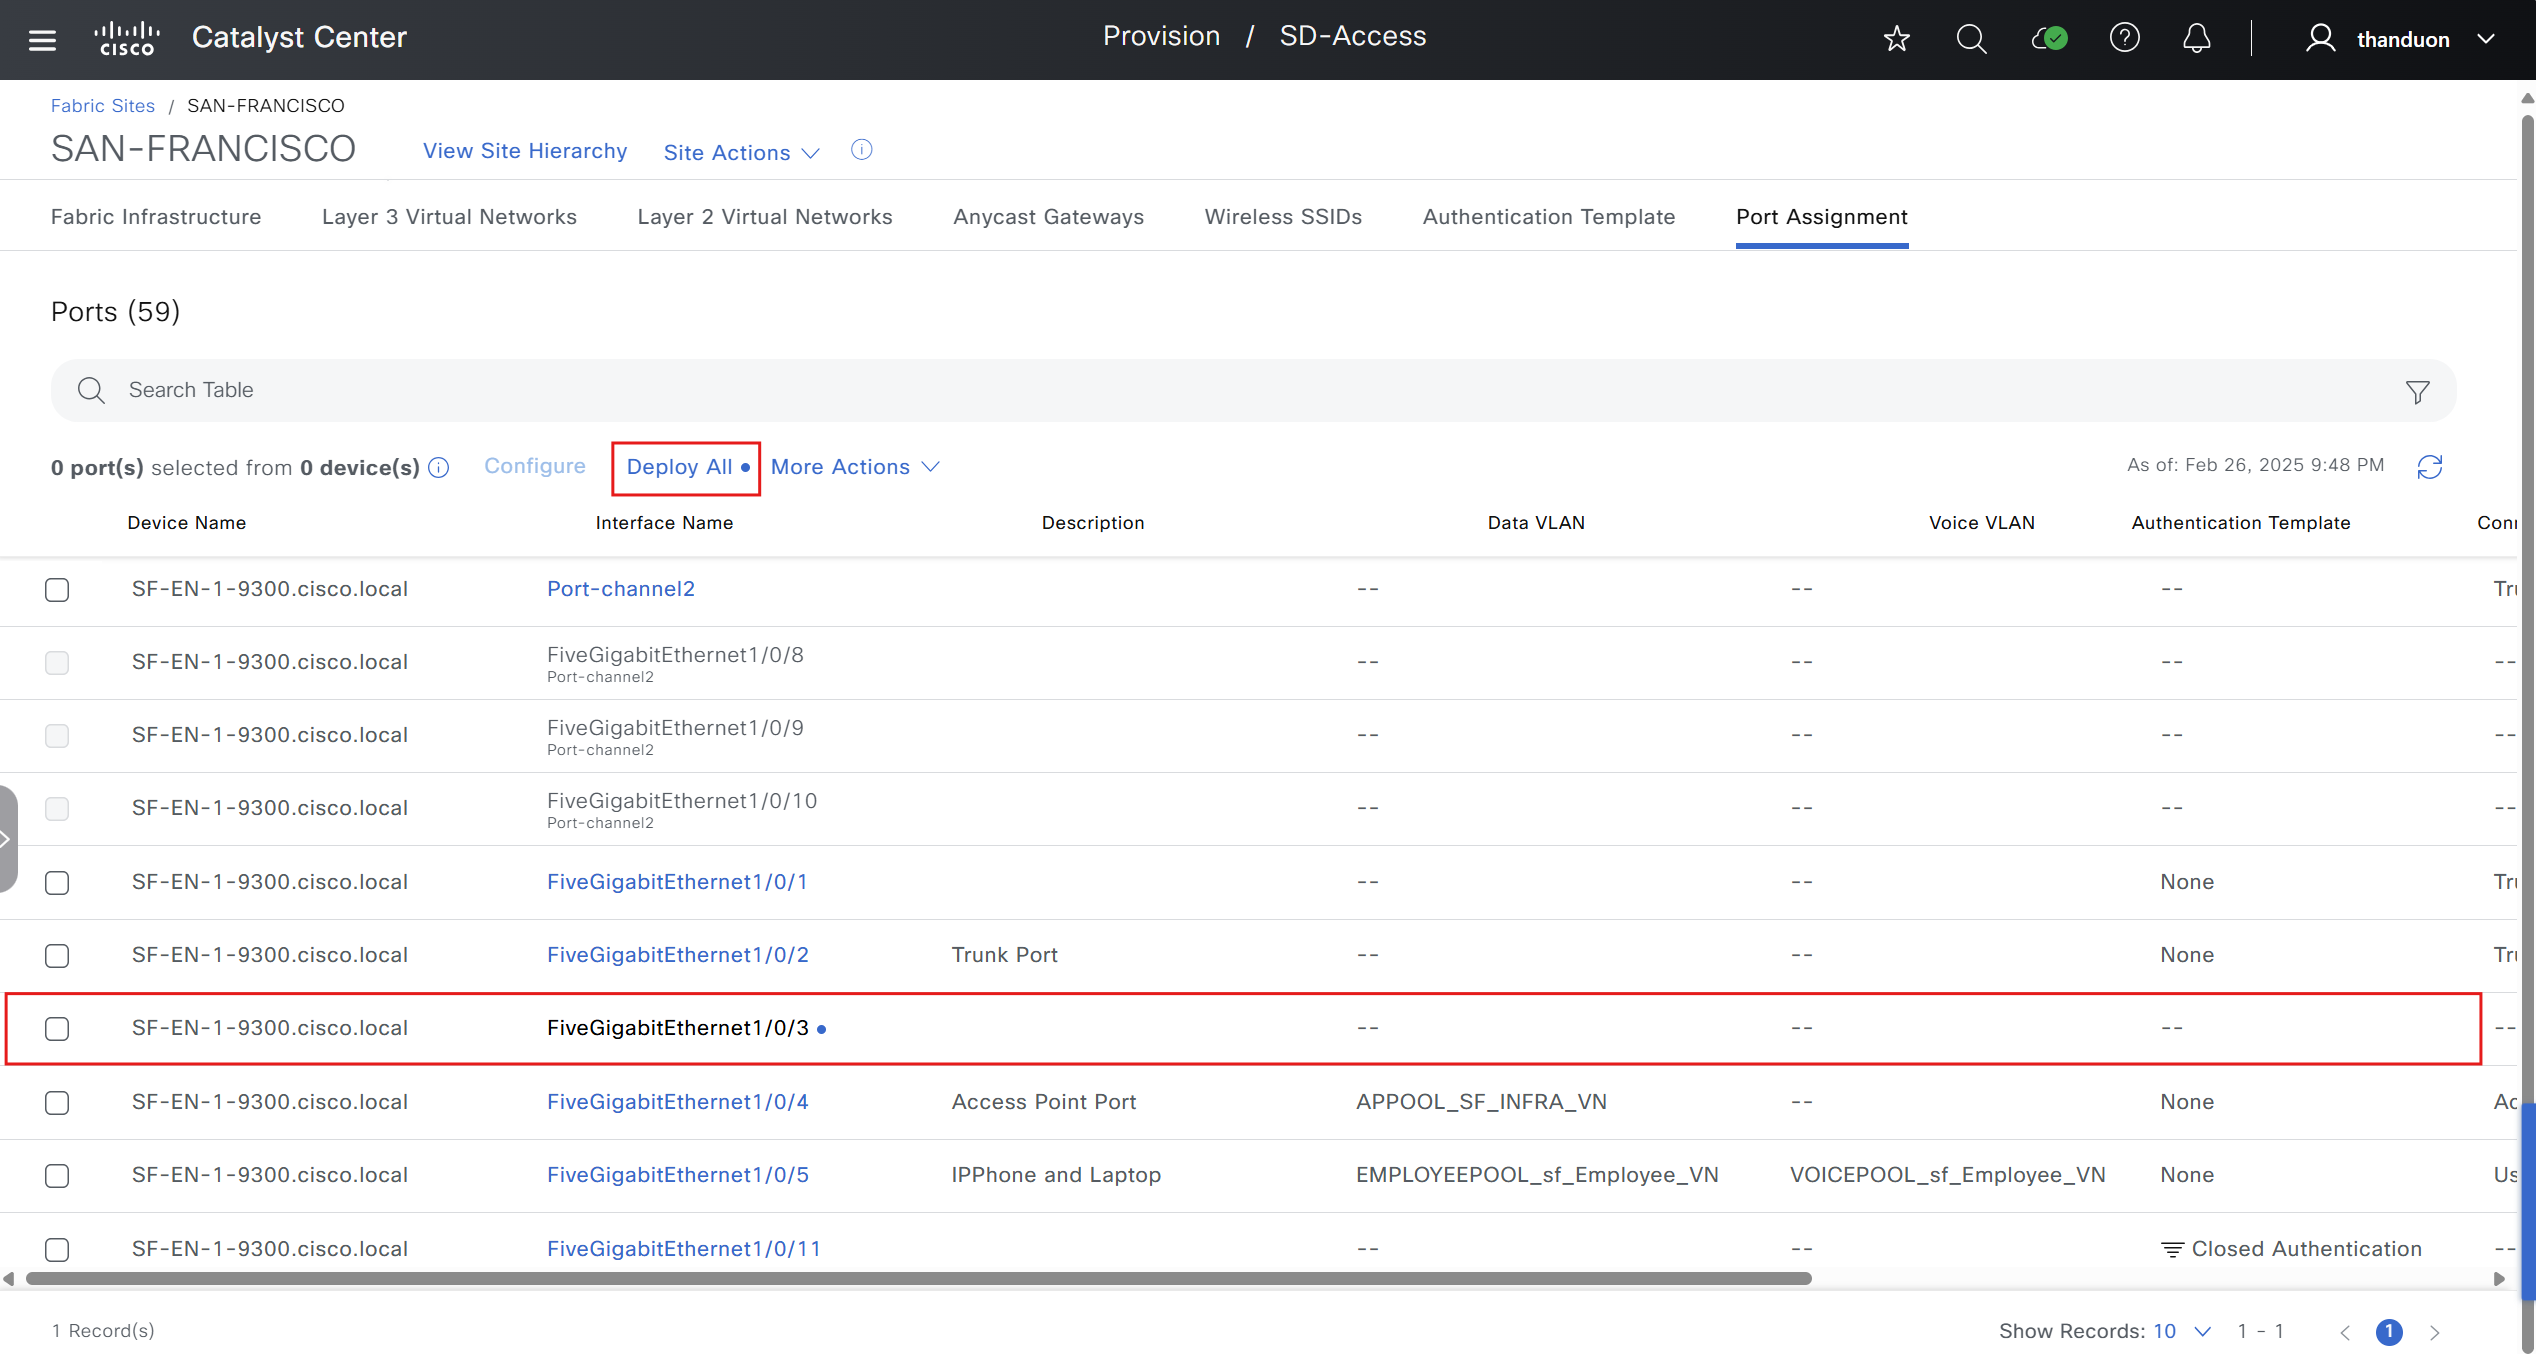 cisco Catalyst Center Provision / SD-Access thanduon
Fabric Sites / SAN-FRANCISCO
SAN-FRANCISCO View Site Hierarchy Site Actions
Fabric Infrastructure Layer 3 Virtual Networks Layer 2 Virtual Networks Anycast Gateways Wireless SSIDs Authentication Template Port Assignment
Ports (59)
Search Table
0 port(s) selected from 0 device(s) Configure Deploy All More Actions As of: Feb 26, 2025 9:48 PM
Device Name Interface Name Description Data VLAN Voice VLAN Authentication Template
SF-EN-1-9300.cisco.local Port-channel2 -- -- --
SF-EN-1-9300.cisco.local FiveGigabitEthernet1/0/8 -- -- -- --
Port-channel2
SF-EN-1-9300.cisco.local FiveGigabitEthernet1/0/9 -- -- -- --
Port-channel2
SF-EN-1-9300.cisco.local FiveGigabitEthernet1/0/10 -- -- -- --
Port-channel2
SF-EN-1-9300.cisco.local FiveGigabitEthernet1/0/1 -- -- None
SF-EN-1-9300.cisco.local FiveGigabitEthernet1/0/2 Trunk Port -- -- None
SF-EN-1-9300.cisco.local FiveGigabitEthernet1/0/3 -- -- -- --
SF-EN-1-9300.cisco.local FiveGigabitEthernet1/0/4 Access Point Port APPOOL_SF_INFRA_VN -- None
SF-EN-1-9300.cisco.local FiveGigabitEthernet1/0/5 IPPhone and Laptop EMPLOYEEPOOL_sf_Employee_VN VOICEPOOL_sf_Employee_VN None
SF-EN-1-9300.cisco.local FiveGigabitEthernet1/0/11 -- -- Closed Authentication --
1 Record(s) Show Records: 10 1 - 1 1